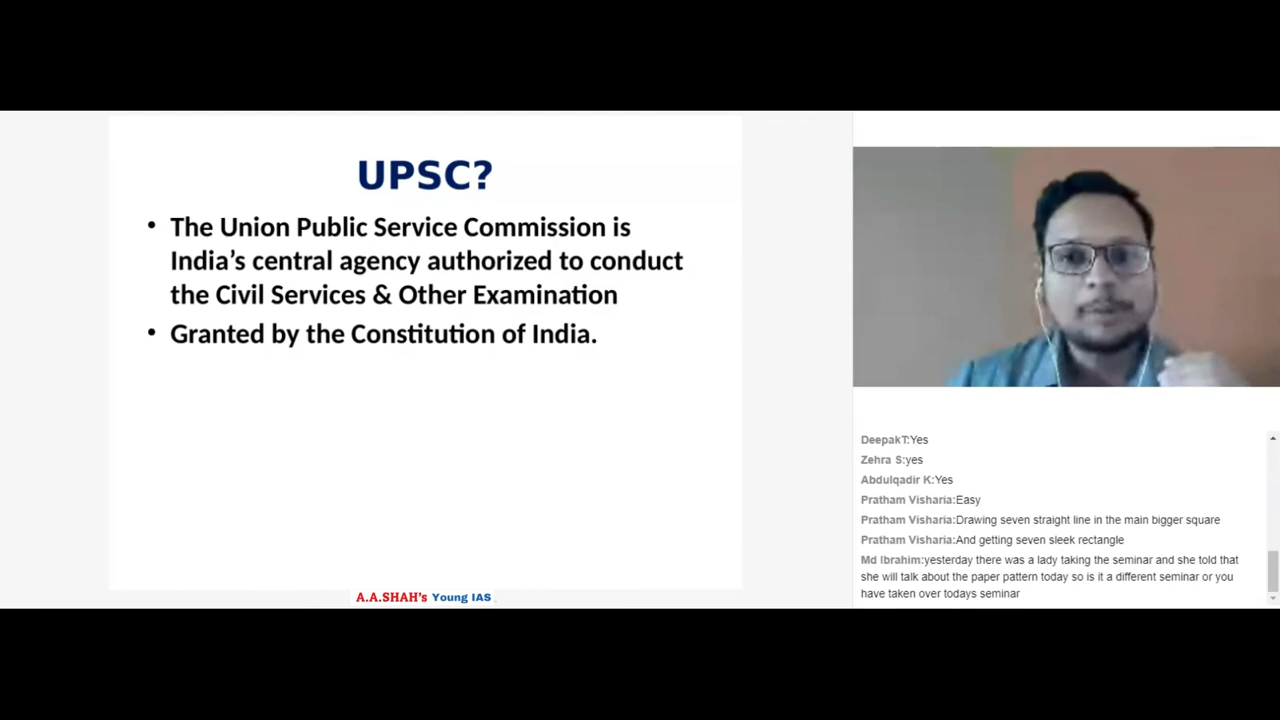 UPSC?
• The Union Public Service Commission is
India’s central agency authorized to conduct
the Civil Services & Other Examination
• Granted by the Constitution of India.
A.A.SHAH's Young IAS
DeepakT:Yes
Zehra S:yes
Abdulqadir K:Yes
Pratham Visharia:Easy
Pratham Visharia:Drawing seven straight line in the main bigger square
Pratham Visharia:And getting seven sleek rectangle
Md Ibrahim:yesterday there was a lady taking the seminar and she told that
she will talk about the paper pattern today so is it a different seminar or you
have taken over todays seminar